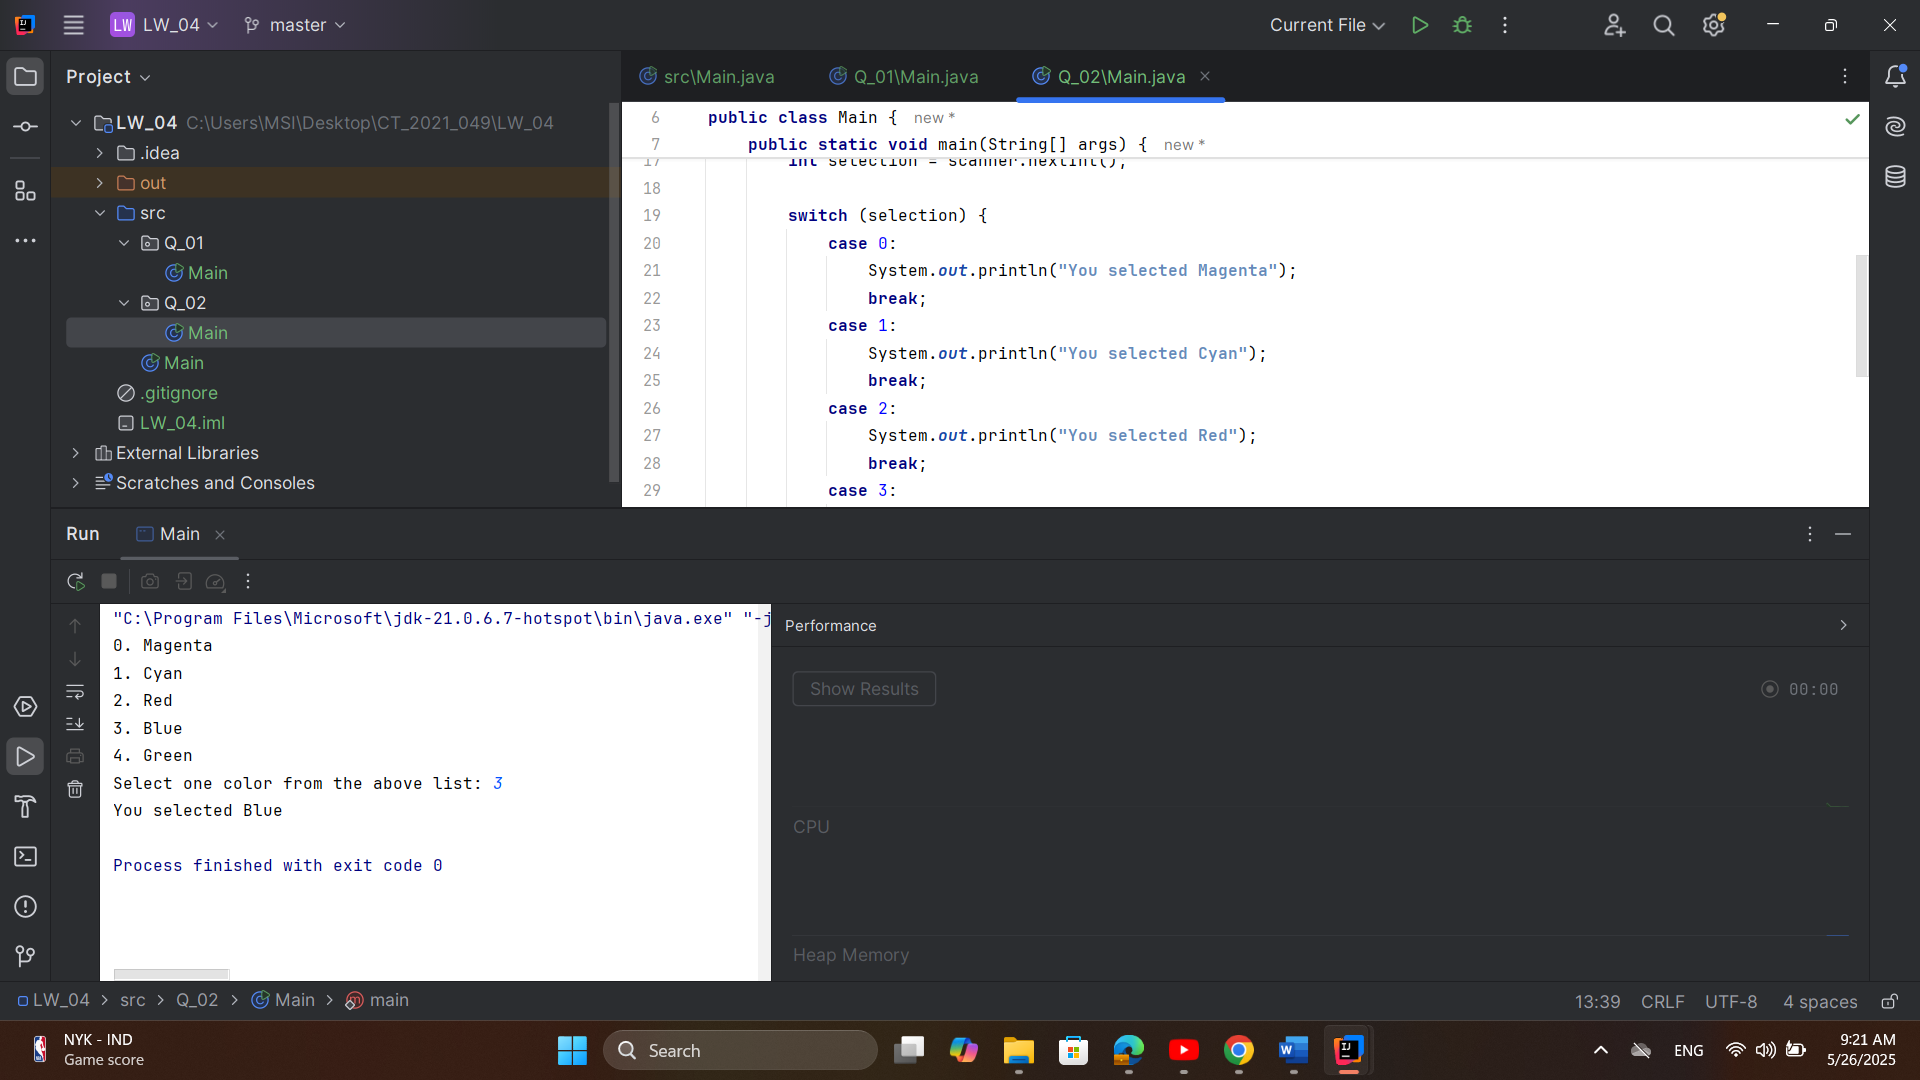 LW LW_04 master Current File
Project
LW_04 C:\Users\MSI\Desktop\CT_2021_049\LW_04
.idea
out
src
Q_01
Main
Q_02
Main
Main
.gitignore
LW_04.iml
External Libraries
Scratches and Consoles
src\Main.java Q_01\Main.java Q_02\Main.java
6 public class Main { new *
7 public static void main(String[] args) { new *
17 int selection = scanner.nextInt();
18
19 switch (selection) {
20 case 0:
21 System.out.println("You selected Magenta");
22 break;
23 case 1:
24 System.out.println("You selected Cyan");
25 break;
26 case 2:
27 System.out.println("You selected Red");
28 break;
29 case 3:
Run Main
"C:\Program Files\Microsoft\jdk-21.0.6.7-hotspot\bin\java.exe" "-j
0. Magenta
1. Cyan
2. Red
3. Blue
4. Green
Select one color from the above list: 3
You selected Blue
Process finished with exit code 0
Performance
Show Results 00:00
CPU
Heap Memory
LW_04 > src > Q_02 > Main > main 13:39 CRLF UTF-8 4 spaces
NYK - IND
Game score
Search
ENG
9:21 AM
5/26/2025